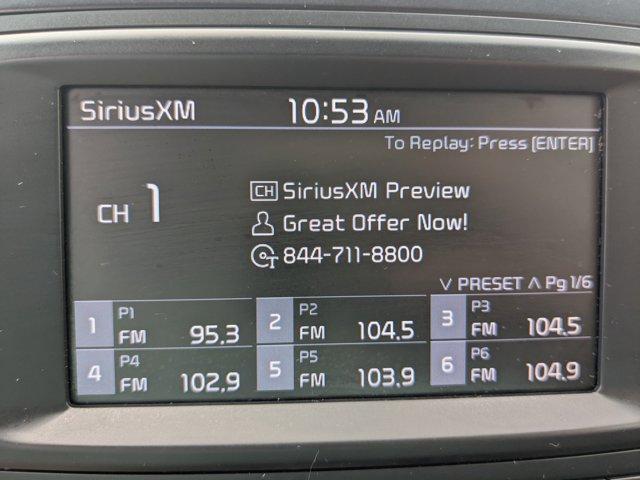 SiriusXM 10:53 AM
To Replay: Press [ENTER]
CH 1
CH SiriusXM Preview
Great Offer Now!
844-711-8800
PRESET Pg 1/6
1 P1 FM 95.3 2 P2 FM 104.5 3 P3 FM 104.5
4 P4 FM 102.9 5 P5 FM 103.9 6 P6 FM 104.9